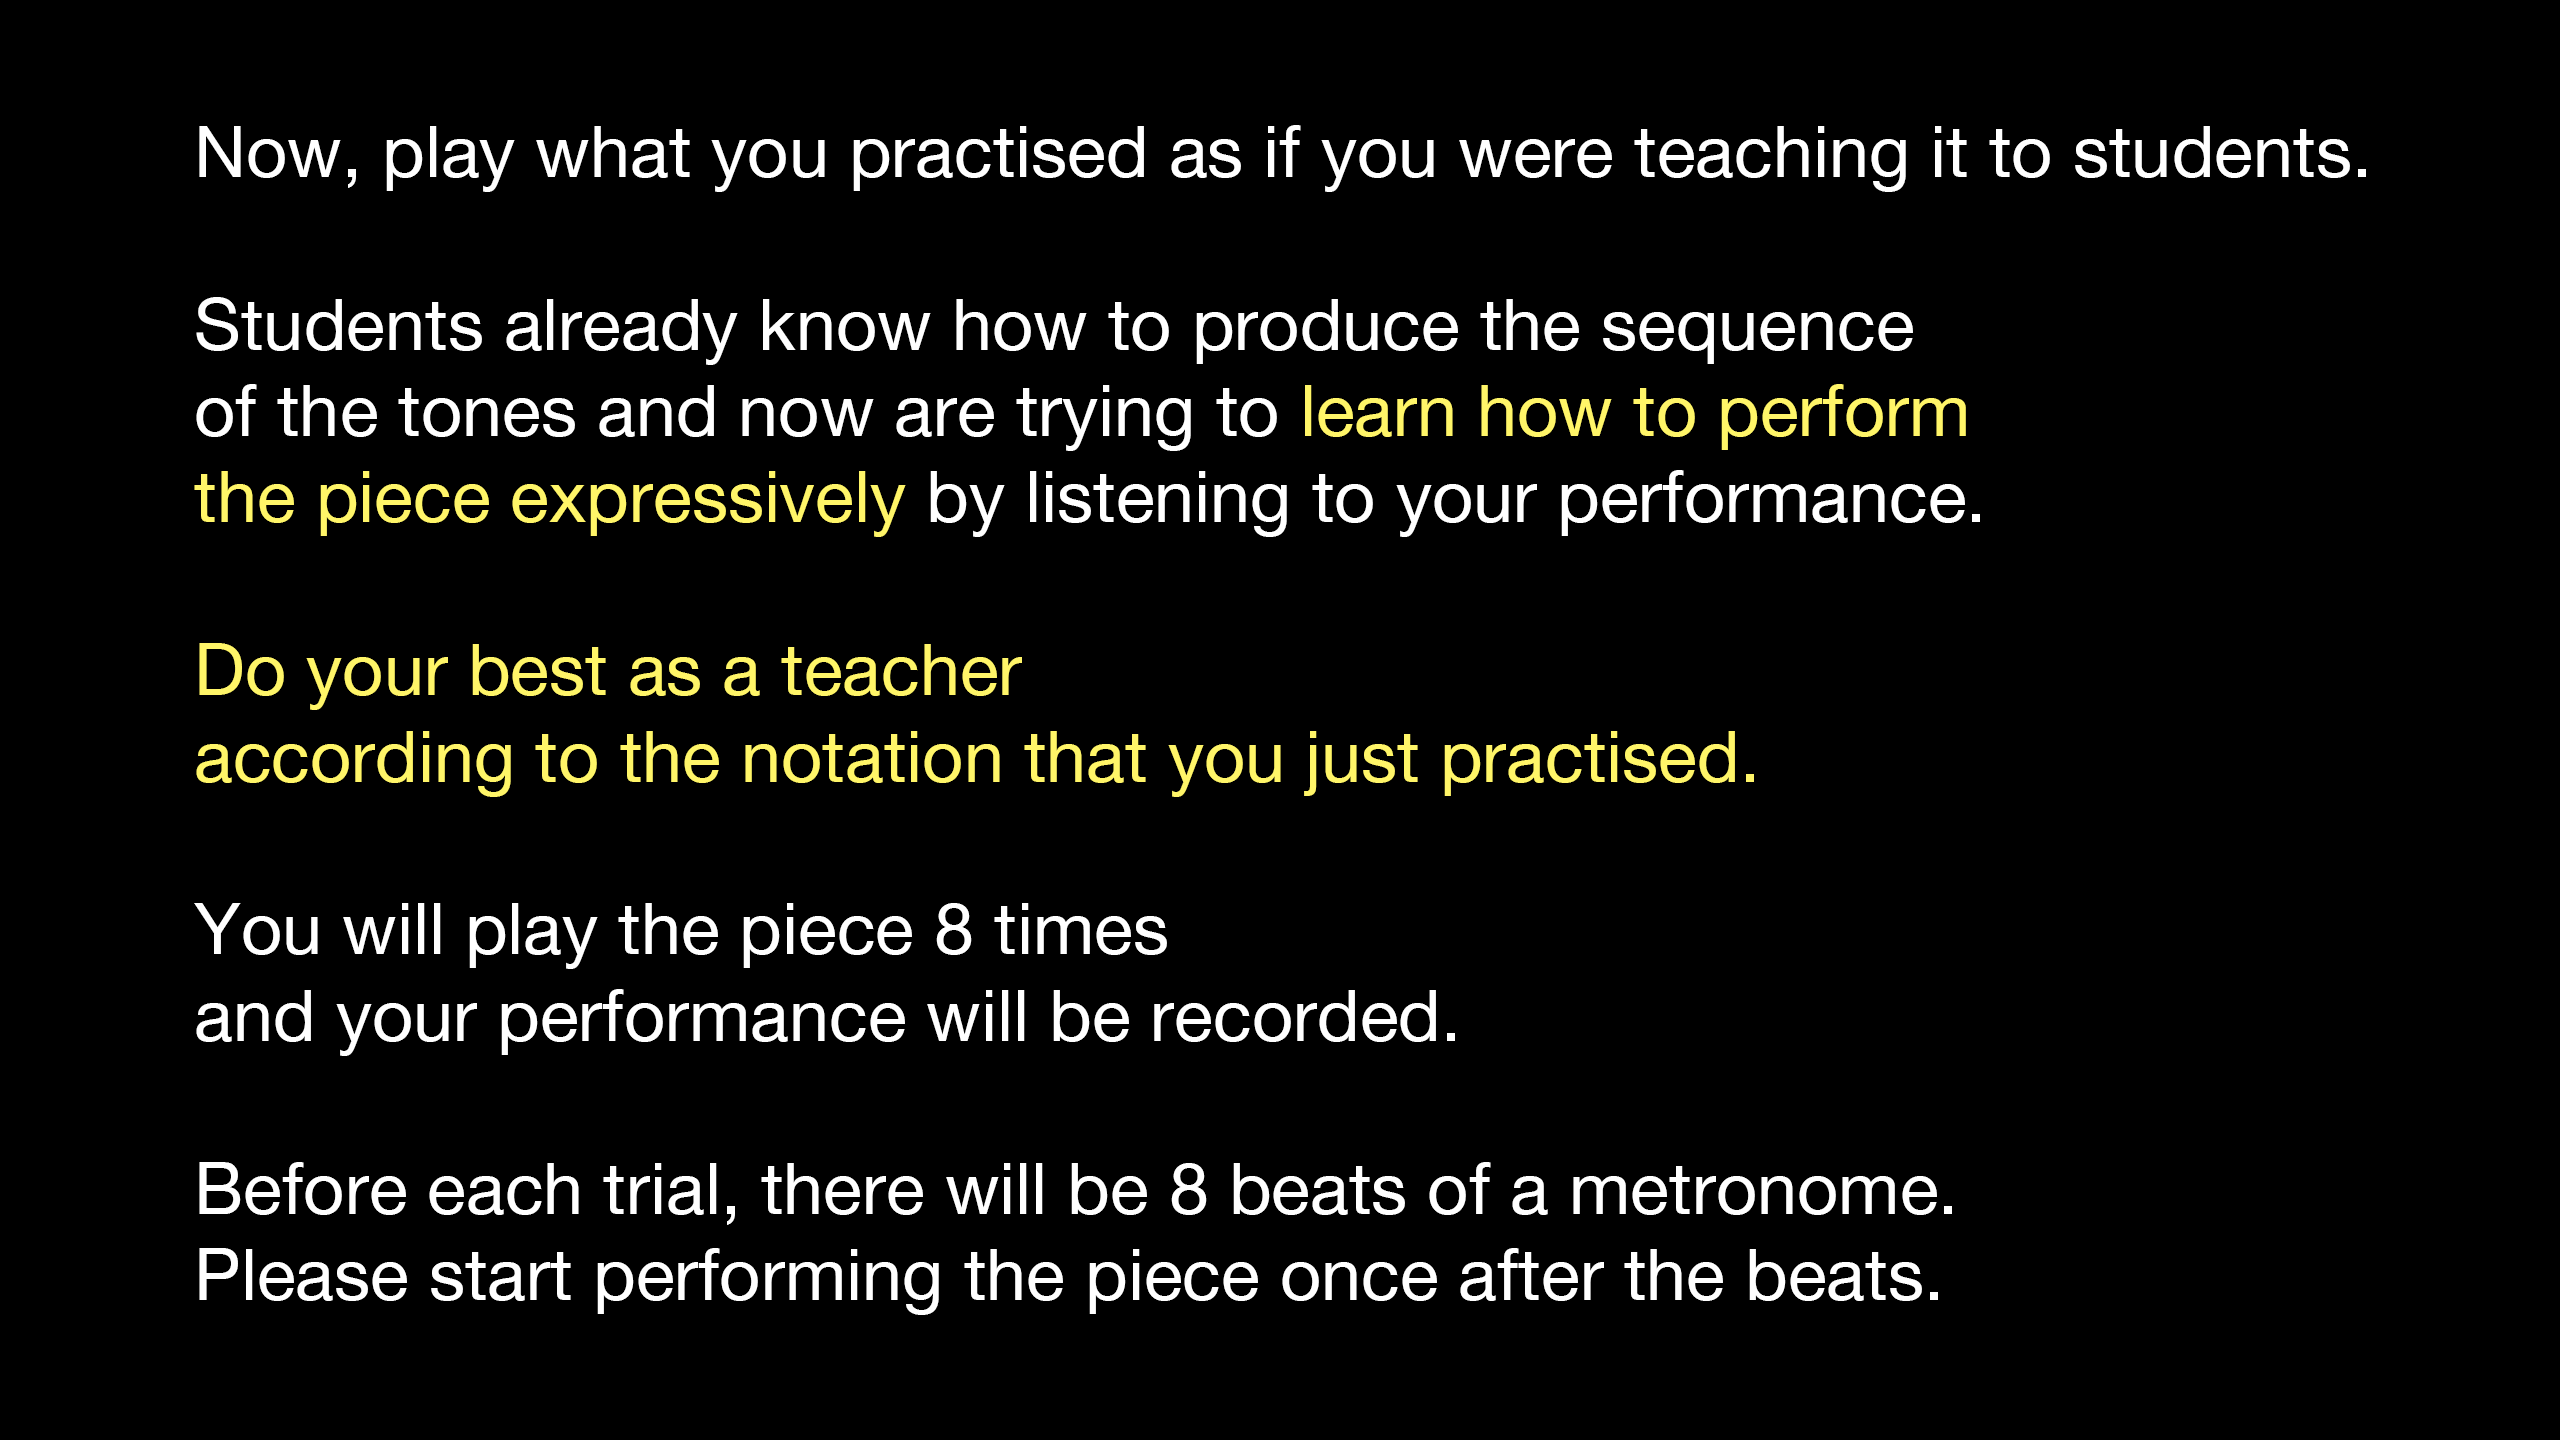 Now, play what you practised as if you were teaching it to students.
Students already know how to produce the sequence
of the tones and now are trying to learn how to perform
the piece expressively by listening to your performance.
Do your best as a teacher
according to the notation that you just practised.
You will play the piece 8 times
and your performance will be recorded.
Before each trial, there will be 8 beats of a metronome.
Please start performing the piece once after the beats.